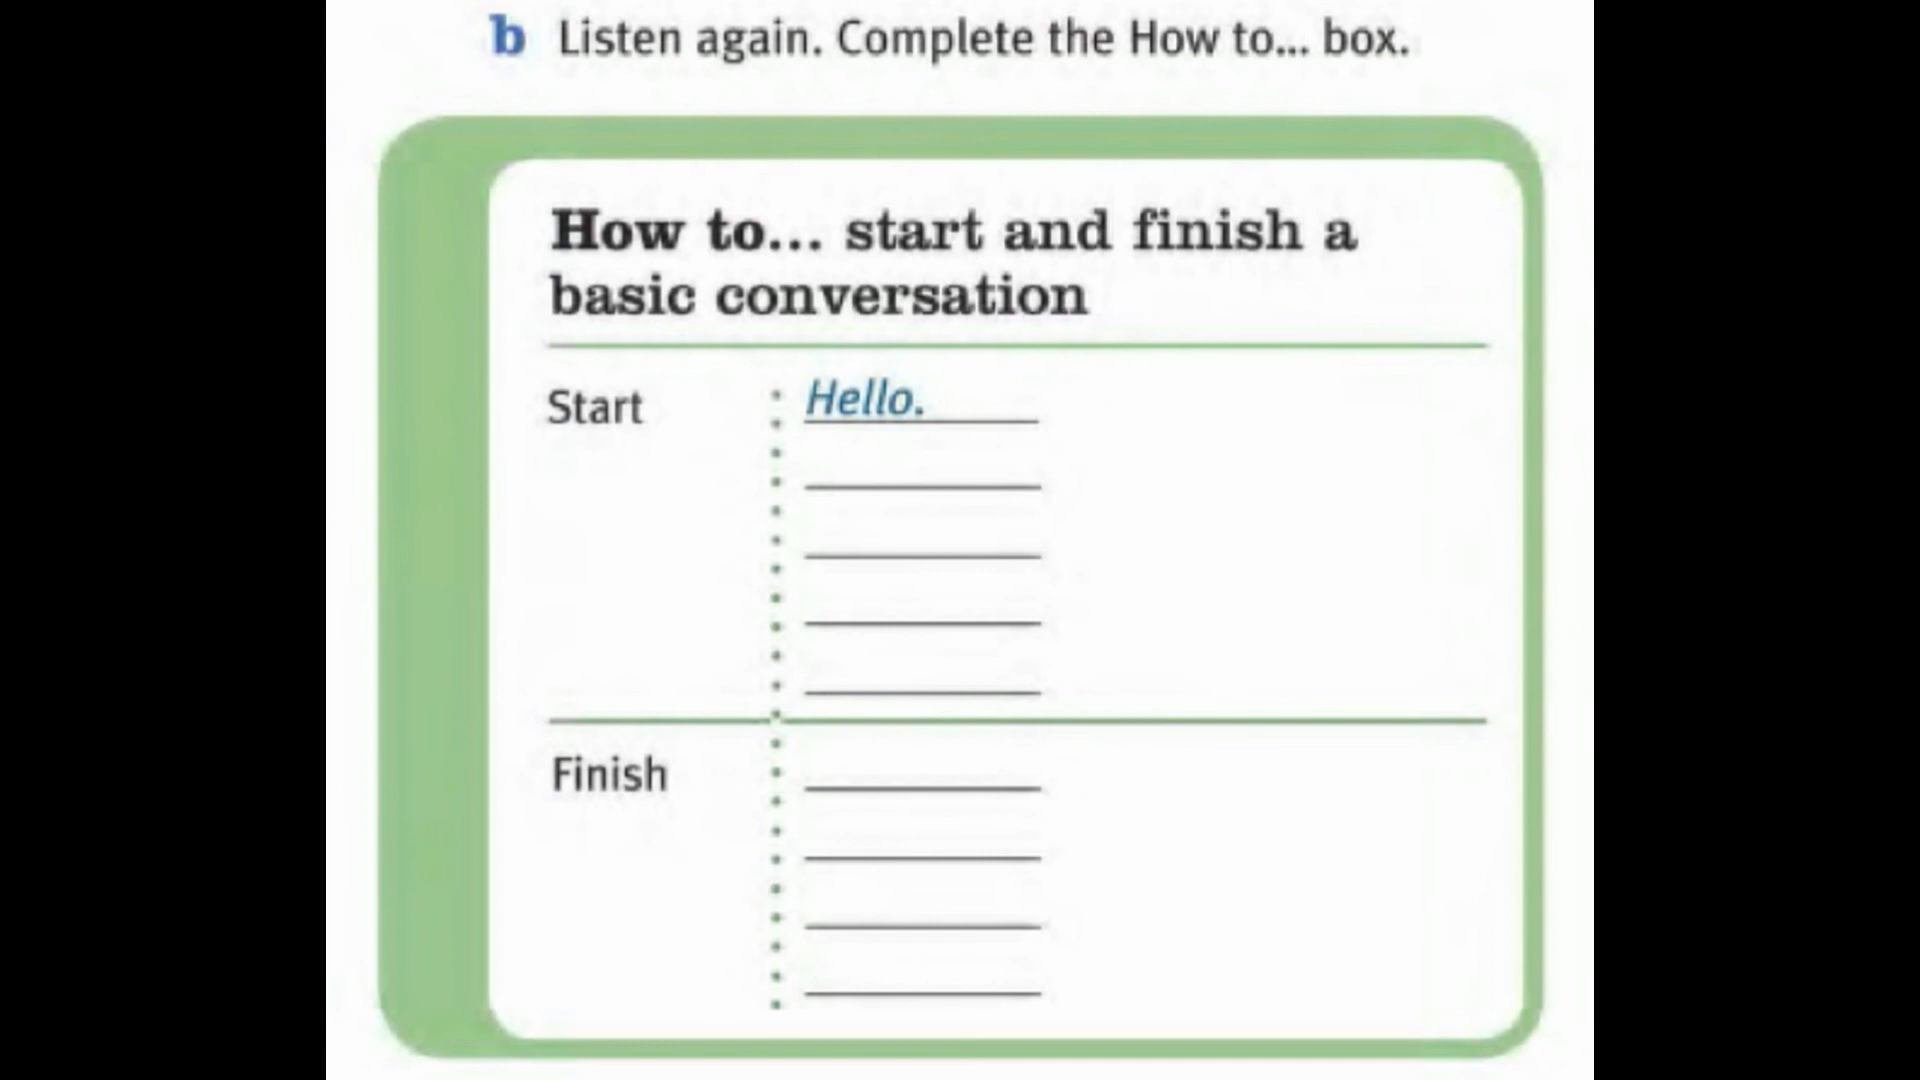 b Listen again. Complete the How to... box.
How to... start and finish a
basic conversation
Start
Hello.
Finish